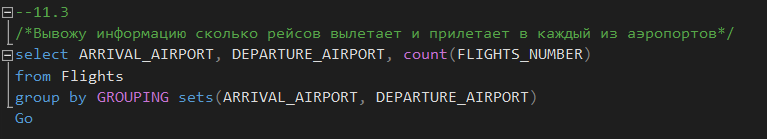 --11.3
/*Вывожу информацию сколько рейсов вылетает и прилетает в каждый из аэропортов*/
select ARRIVAL_AIRPORT, DEPARTURE_AIRPORT, count(FLIGHTS_NUMBER)
from Flights
group by GROUPING sets(ARRIVAL_AIRPORT, DEPARTURE_AIRPORT)
Go